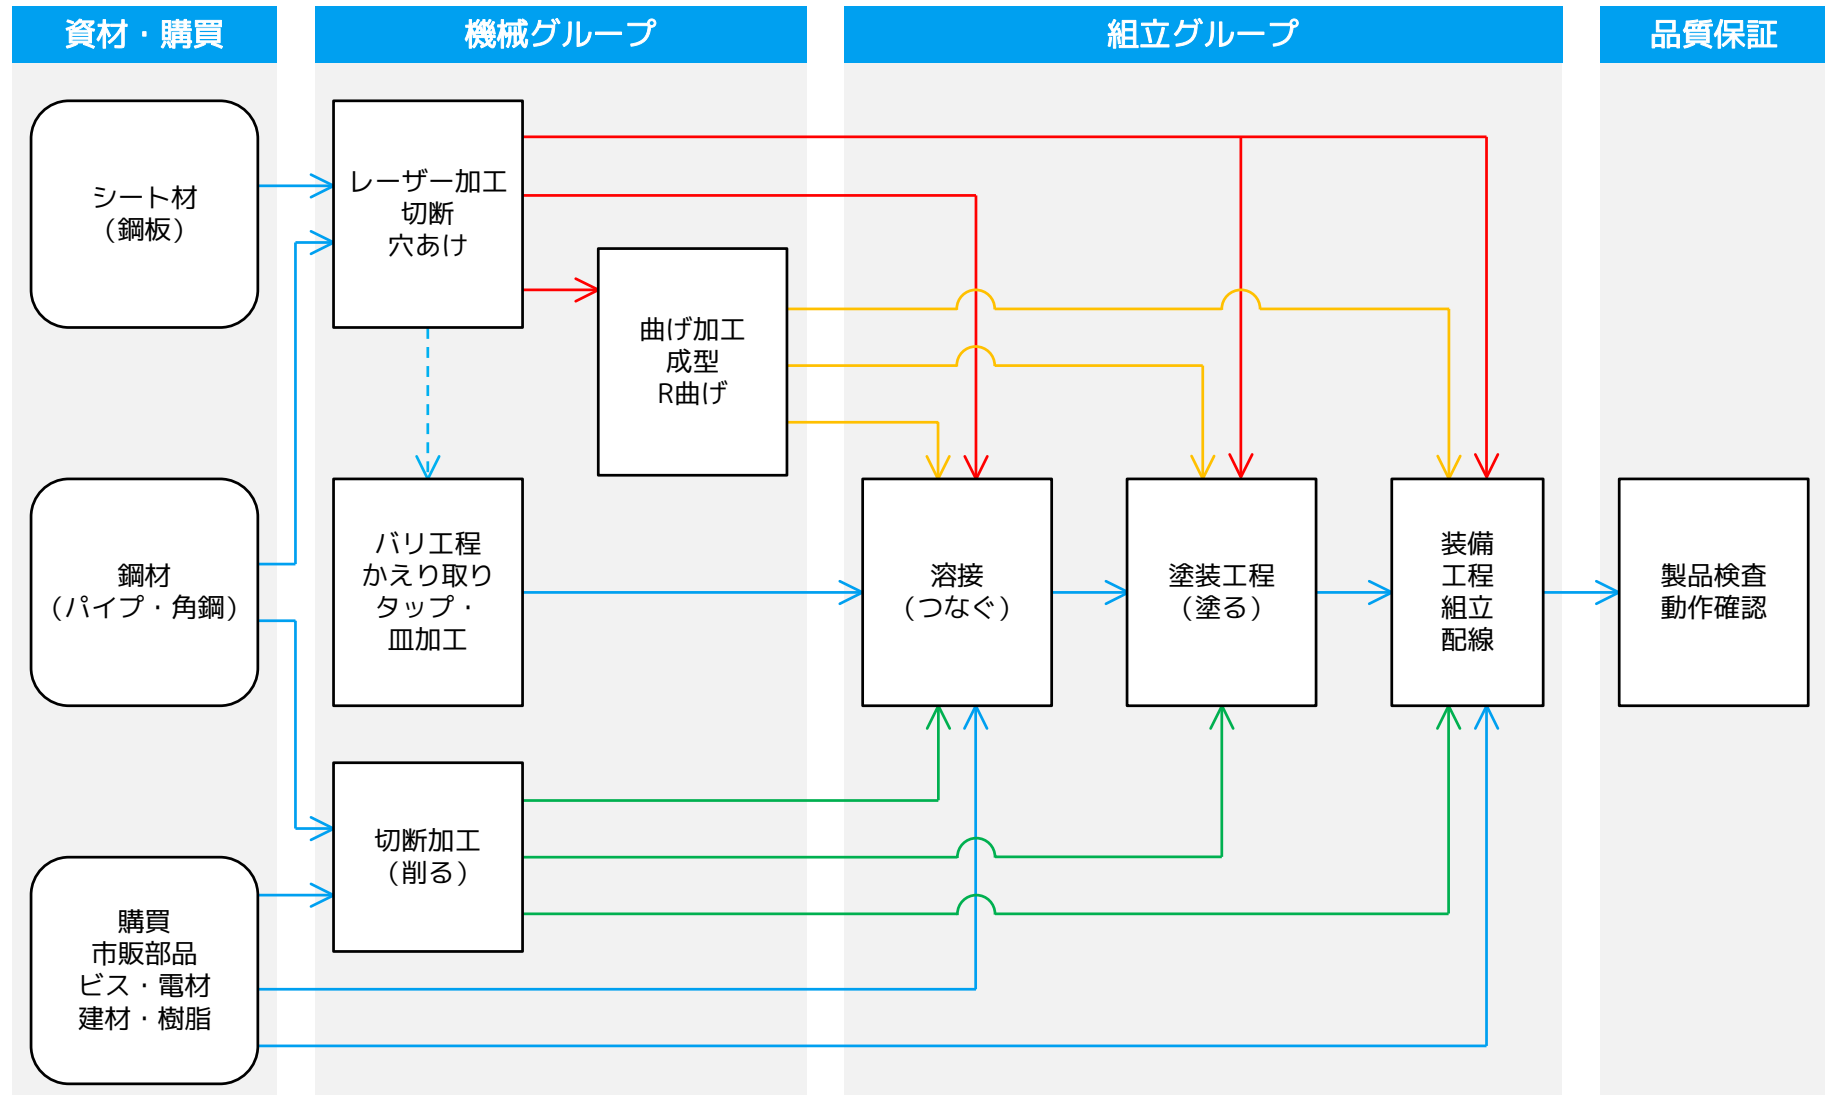 資材・購買
機械グループ
組立グループ
品質保証
シート材
（鋼板）
鋼材
（パイプ・角鋼）
購買
市販部品
ビス・電材
建材・樹脂
レーザー加工
切断
穴あけ
曲げ加工
成型
R曲げ
バリ工程
かえり取り
タップ・
皿加工
切断加工
（削る）
溶接
（つなぐ）
塗装工程
（塗る）
装備
工程
組立
配線
製品検査
動作確認